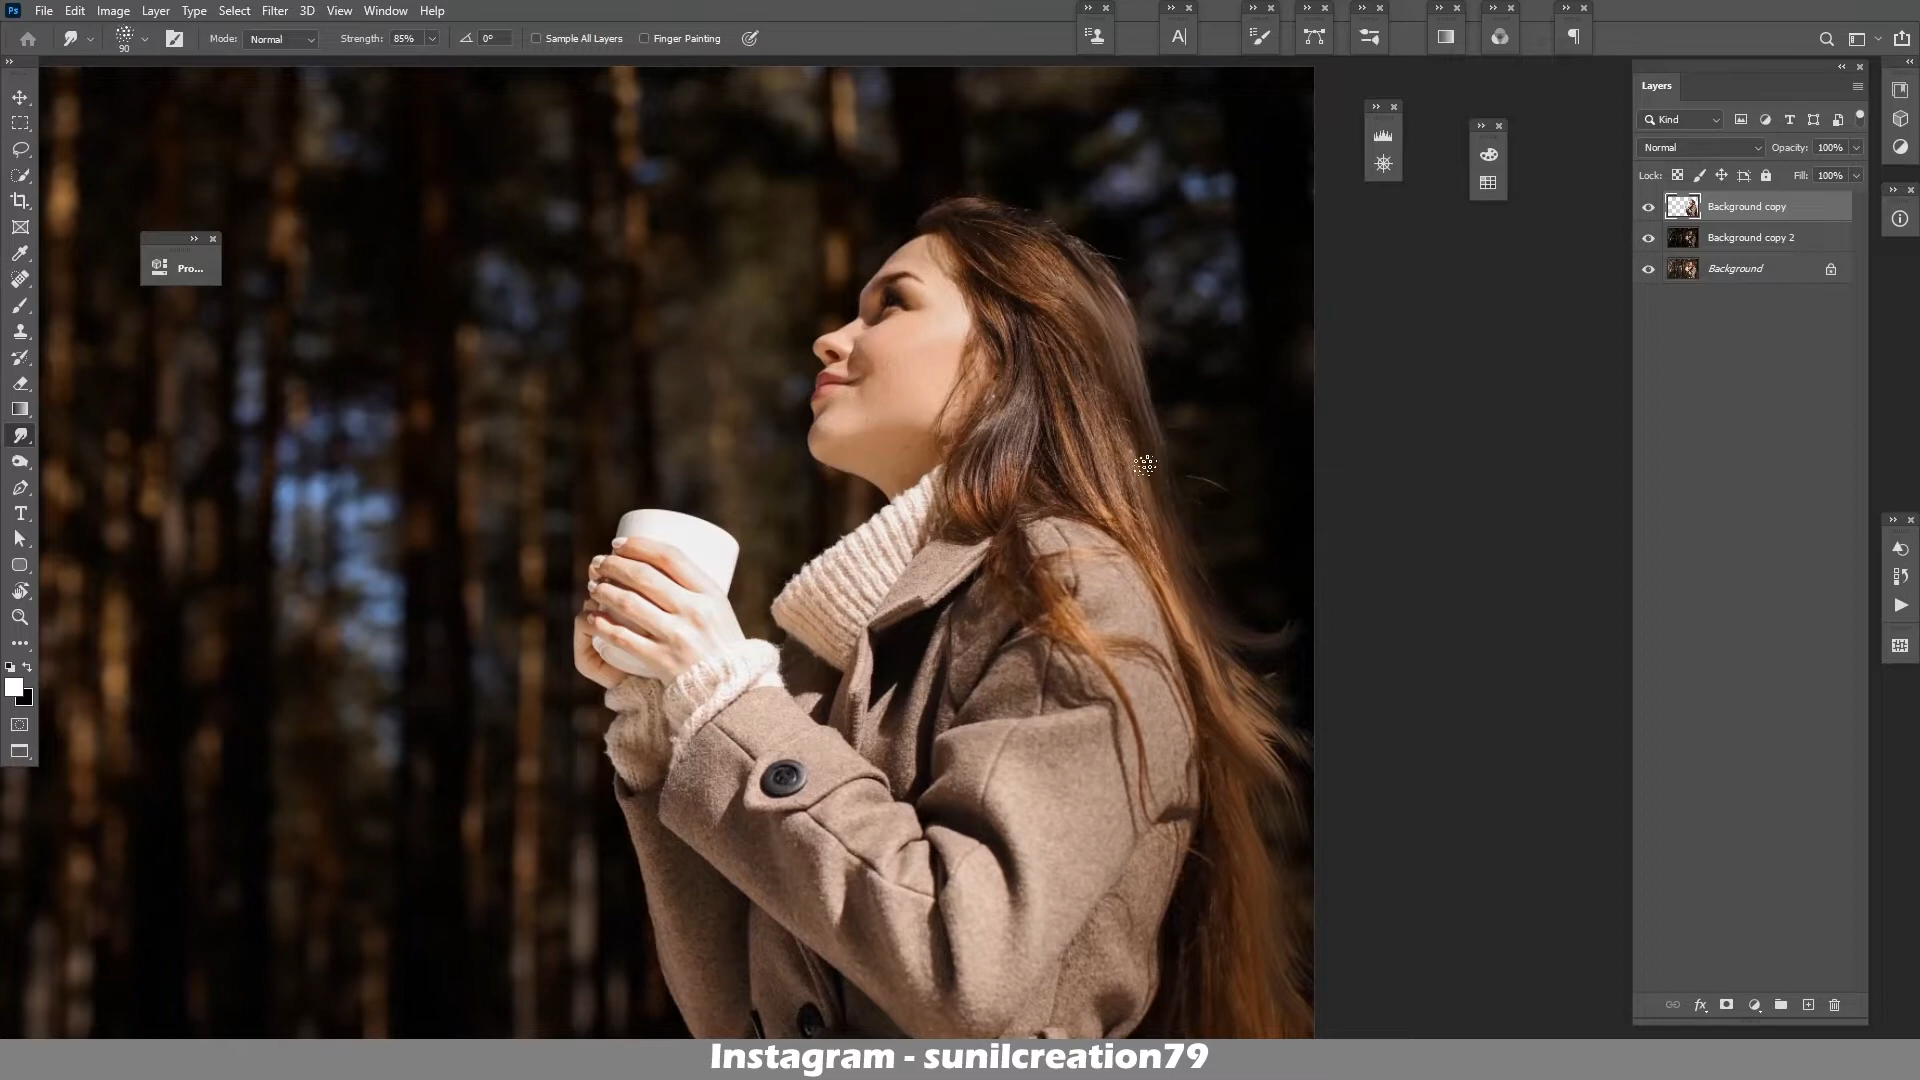 Ps File Edit Image Layer Type Select Filter 3D View Window Help
90 Mode: Normal Strength: 85% 0° Sample All Layers Finger Painting
Layers
Kind
Normal Opacity: 100%
Lock: Fill: 100%
Background copy
Background copy 2
Background
Pro...
Instagram - sunilcreation79